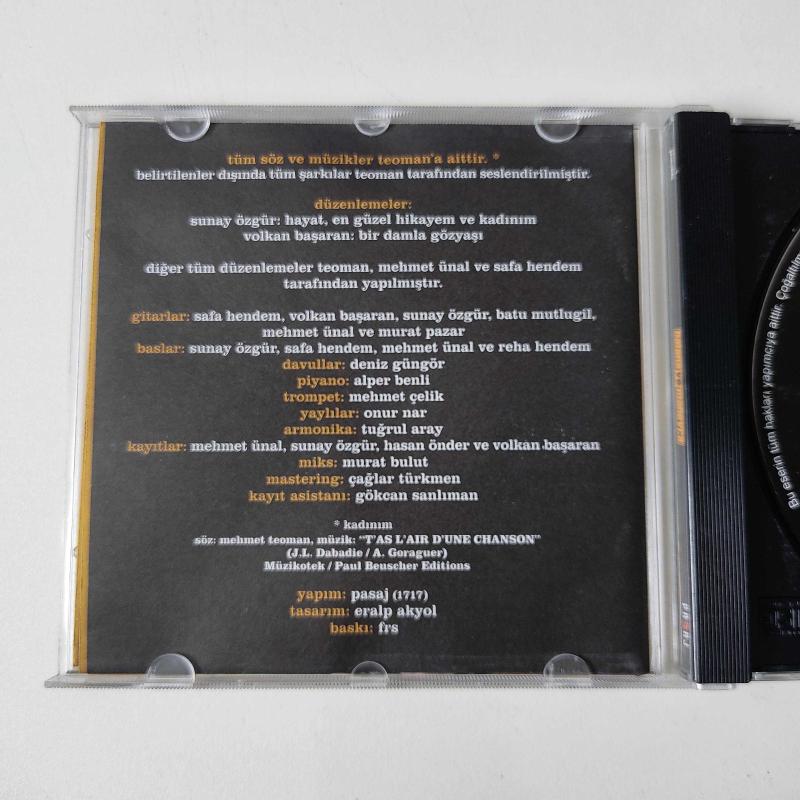 tüm söz ve müzikler teoman'a aittir. *
belirtilenler dışında tüm şarkılar teoman tarafından seslendirilmiştir.
düzenlemeler:
sunay özgür: hayat, en güzel hikayem ve kadınım
volkan başaran: bir damla gözyaşı
diğer tüm düzenlemeler teoman, mehmet ünal ve safa hendem
tarafından yapılmıştır.
gitarlar: safa hendem, volkan başaran, sunay özgür, batu mutlugil,
mehmet ünal ve murat pazar
baslar: sunay özgür, safa hendem, mehmet ünal ve reha hendem
davullar: deniz güngör
piyano: alper benli
trompet: mehmet çelik
yaylılar: onur nar
armonika: tuğrul aray
kayıtlar: mehmet ünal, sunay özgür, hasan önder ve volkan başaran
miks: murat bulut
mastering: çağlar türkmen
kayıt asistanı: gökcan sanlıman
* kadınım
söz: mehmet teoman, müzik: "T'AS L'AIR D'UNE CHANSON"
(J.L. Dabadie / A. Goraguer)
Müzikotek / Paul Beuscher Editions
yapım: pasaj (1717)
tasarım: eralp akyol
baskı: frs
Bu eserin tüm hakları yapımcıya aittir. Çoğaltılm